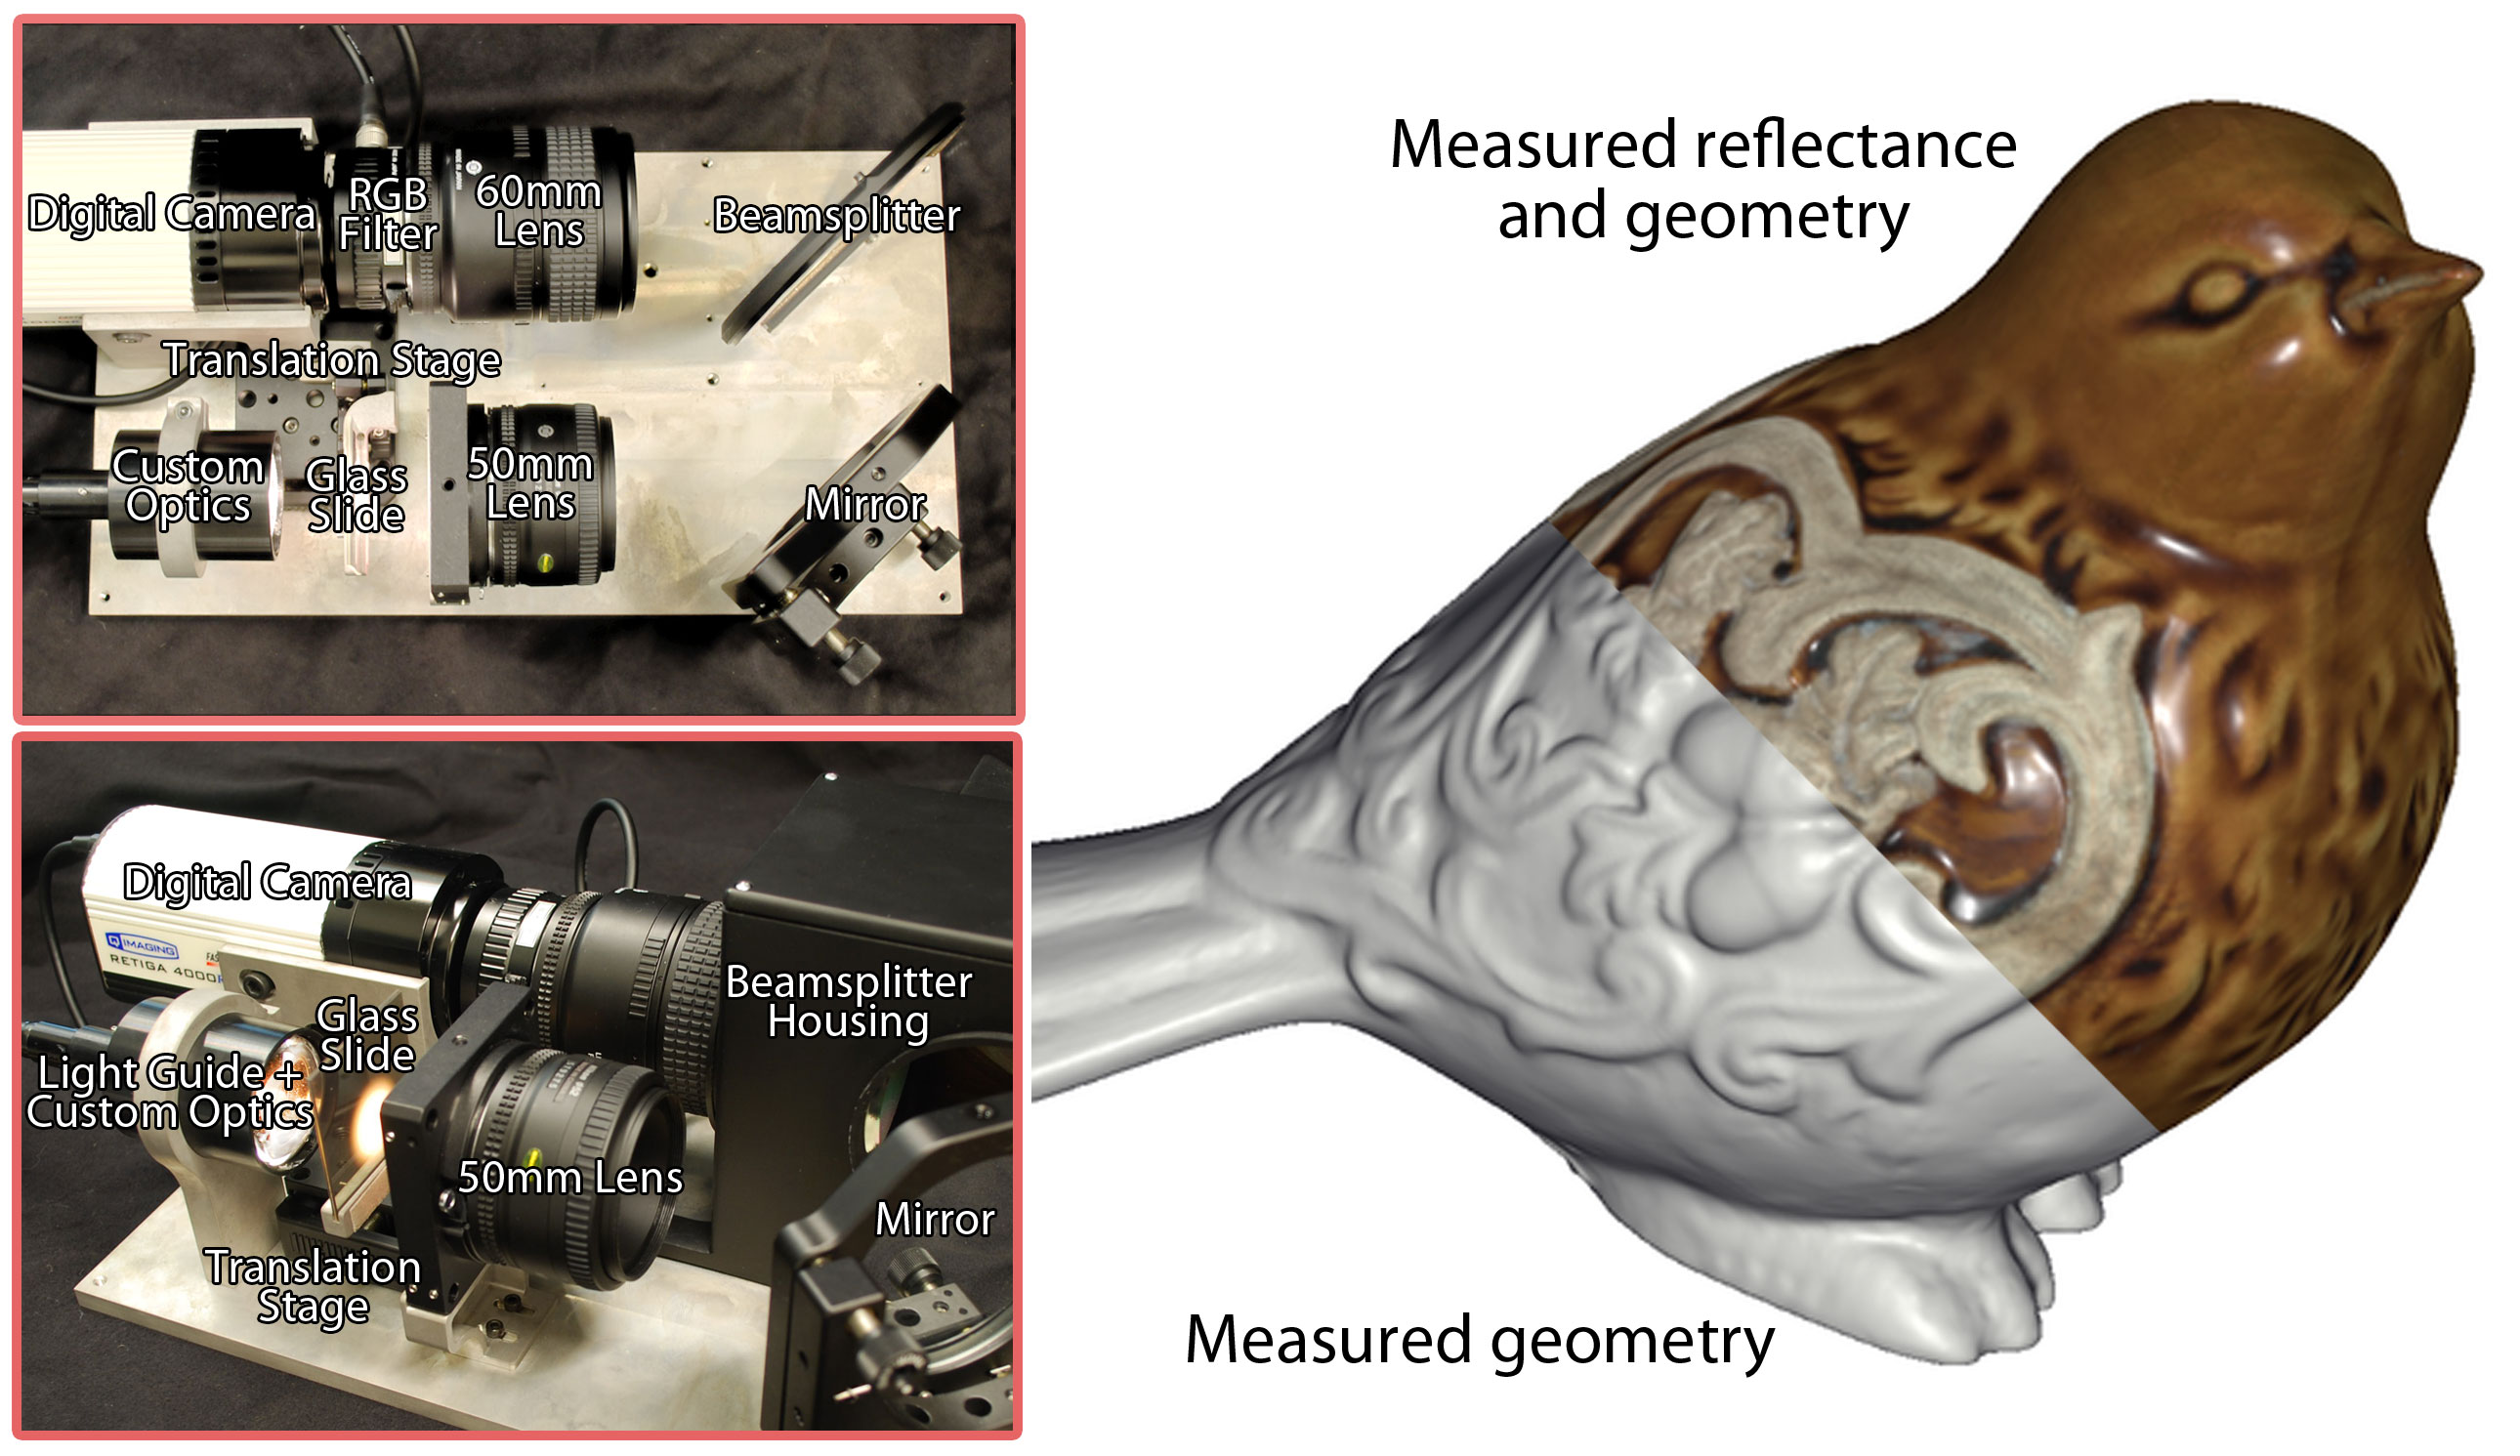 Digital Camera
RGB
Filter
60mm
Lens
Beamsplitter
Translation Stage
Custom
Optics
Glass
Slide
50mm
Lens
Mirror
Digital Camera
QIMAGING
RETIGA 4000
Glass
Slide
Light Guide +
Custom Optics
Beamsplitter
Housing
50mm Lens
Mirror
Translation
Stage
Measured reflectance
and geometry
Measured geometry